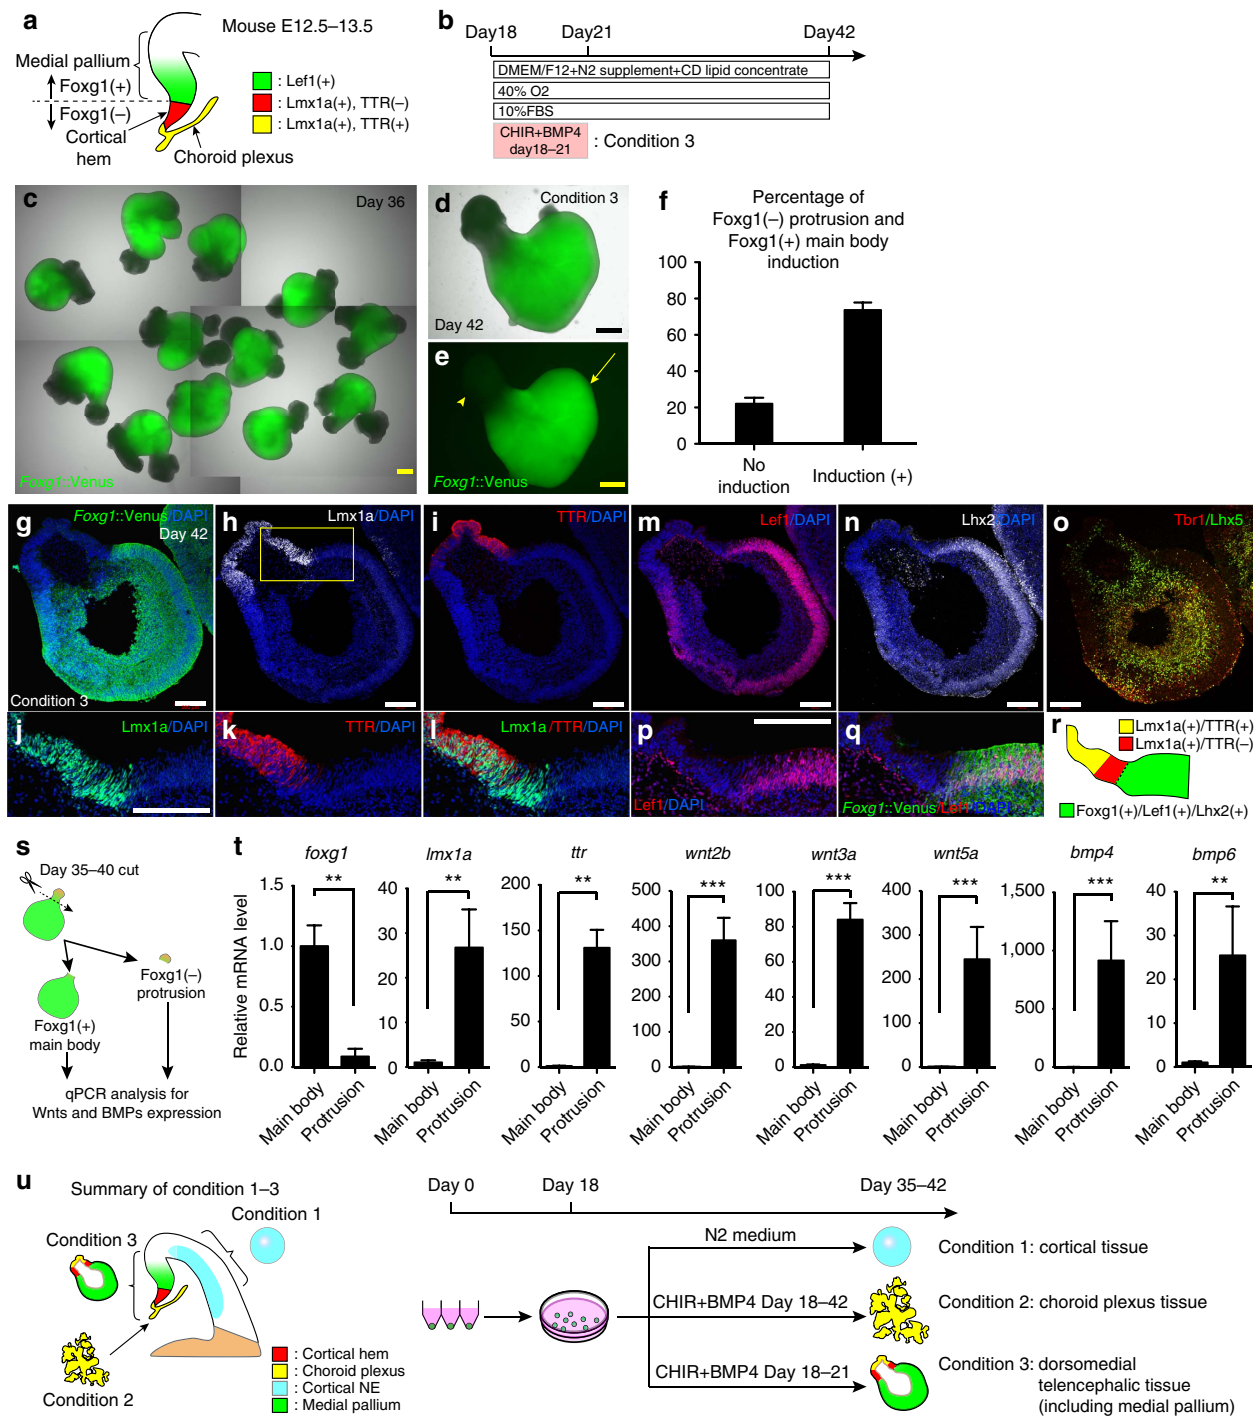 a
Mouse E12.5–13.5
Medial pallium
Foxg1(+)
Foxg1(–)
Cortical
hem
Choroid plexus
: Lef1(+)
: Lmx1a(+), TTR(–)
: Lmx1a(+), TTR(+)
b
Day18
Day21
Day42
DMEM/F12+N2 supplement+CD lipid concentrate
40% O2
10%FBS
CHIR+BMP4
day18–21
: Condition 3
c
Day 36
Foxg1::Venus
d
Condition 3
Day 42
e
Foxg1::Venus
f
Percentage of
Foxg1(–) protrusion and
Foxg1(+) main body
induction
100
80
60
40
20
0
No
induction
Induction (+)
g
Foxg1::Venus/DAPI
Day 42
Condition 3
h
Lmx1a/DAPI
i
TTR/DAPI
m
Lef1/DAPI
n
Lhx2/DAPI
o
Tbr1/Lhx5
j
Lmx1a/DAPI
k
TTR/DAPI
l
Lmx1a/TTR/DAPI
p
Lef1/DAPI
q
Foxg1::Venus/Lef1/DAPI
r
Lmx1a(+)/TTR(+)
Lmx1a(+)/TTR(–)
Foxg1(+)/Lef1(+)/Lhx2(+)
s
Day 35–40 cut
Foxg1(–)
protrusion
Foxg1(+)
main body
qPCR analysis for
Wnts and BMPs expression
t
Relative mRNA level
foxg1
**
1.5
1.0
0.5
0.0
Main body
Protrusion
lmx1a
**
40
30
20
10
0
Main body
Protrusion
ttr
**
200
150
100
50
0
Main body
Protrusion
wnt2b
***
500
400
300
200
100
0
Main body
Protrusion
wnt3a
***
100
80
60
40
20
0
Main body
Protrusion
wnt5a
***
400
300
200
100
0
Main body
Protrusion
bmp4
***
1,500
1,000
500
0
Main body
Protrusion
bmp6
**
40
30
20
10
0
Main body
Protrusion
u
Summary of condition 1–3
Condition 1
Condition 3
Condition 2
: Cortical hem
: Choroid plexus
: Cortical NE
: Medial pallium
Day 0
Day 18
Day 35–42
N2 medium
Condition 1: cortical tissue
CHIR+BMP4 Day 18–42
Condition 2: choroid plexus tissue
CHIR+BMP4 Day 18–21
Condition 3: dorsomedial
telencephalic tissue
(including medial pallium)